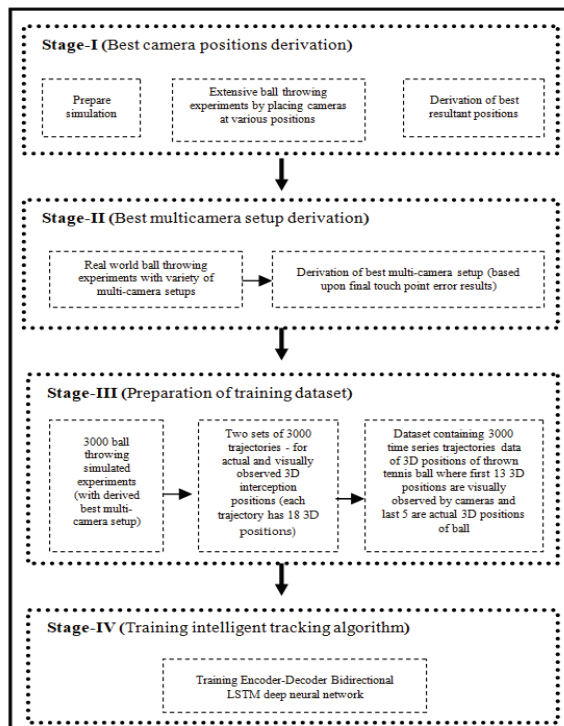 Stage-I (Best camera positions derivation)
Prepare
simulation
Extensive ball throwing
experiments by placing cameras
at various positions
Derivation of best
resultant positions
Stage-II (Best multicamera setup derivation)
Real world ball throwing
experiments with variety of
multi-camera setups
Derivation of best multi-camera setup (based
upon final touch point error results)
Stage-III (Preparation of training dataset)
3000 ball
throwing
simulated
experiments
(with derived
best multi-
camera setup)
Two sets of 3000
trajectories - for
actual and visually
observed 3D
interception
positions (each
trajectory has 18 3D
positions)
Dataset containing 3000
time series trajectories data
of 3D positions of thrown
tennis ball where first 13 3D
positions are visually
observed by cameras and
last 5 are actual 3D positions
of ball
Stage-IV (Training intelligent tracking algorithm)
Training Encoder-Decoder Bidirectional
LSTM deep neural network